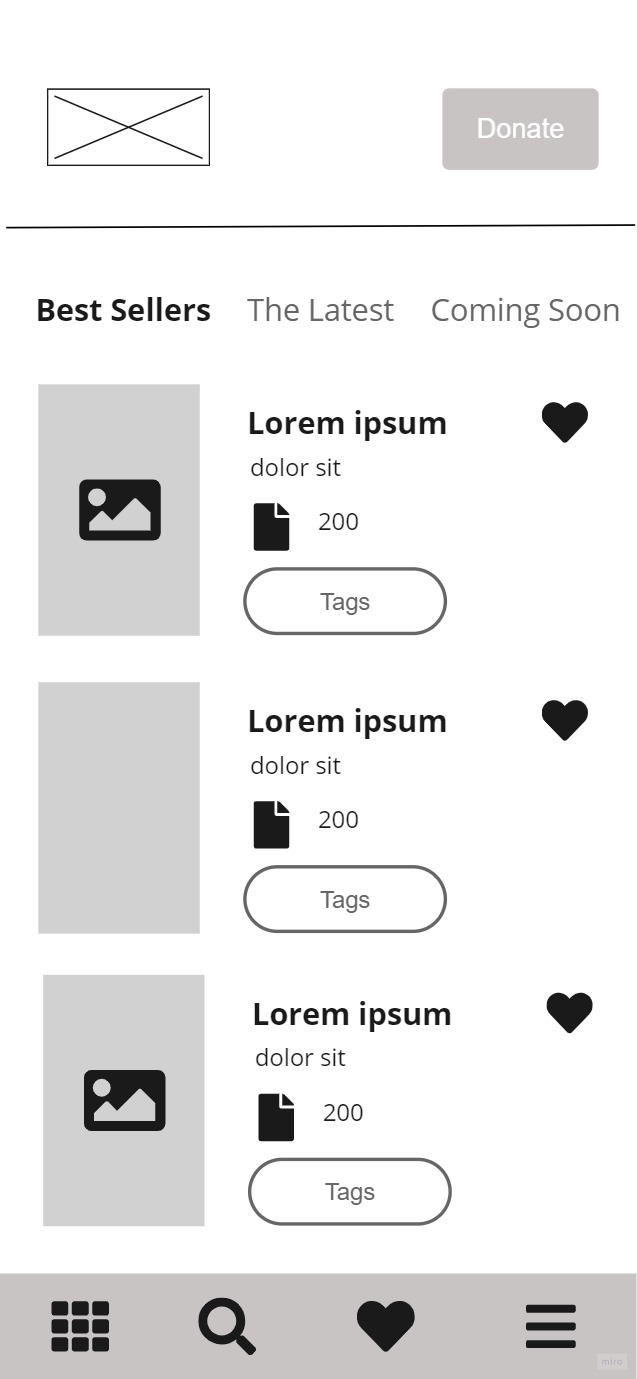 Donate
Best Sellers The Latest Coming Soon
Lorem ipsum
dolor sit
200
Tags
Lorem ipsum
dolor sit
200
Tags
Lorem ipsum
dolor sit
200
Tags
miro